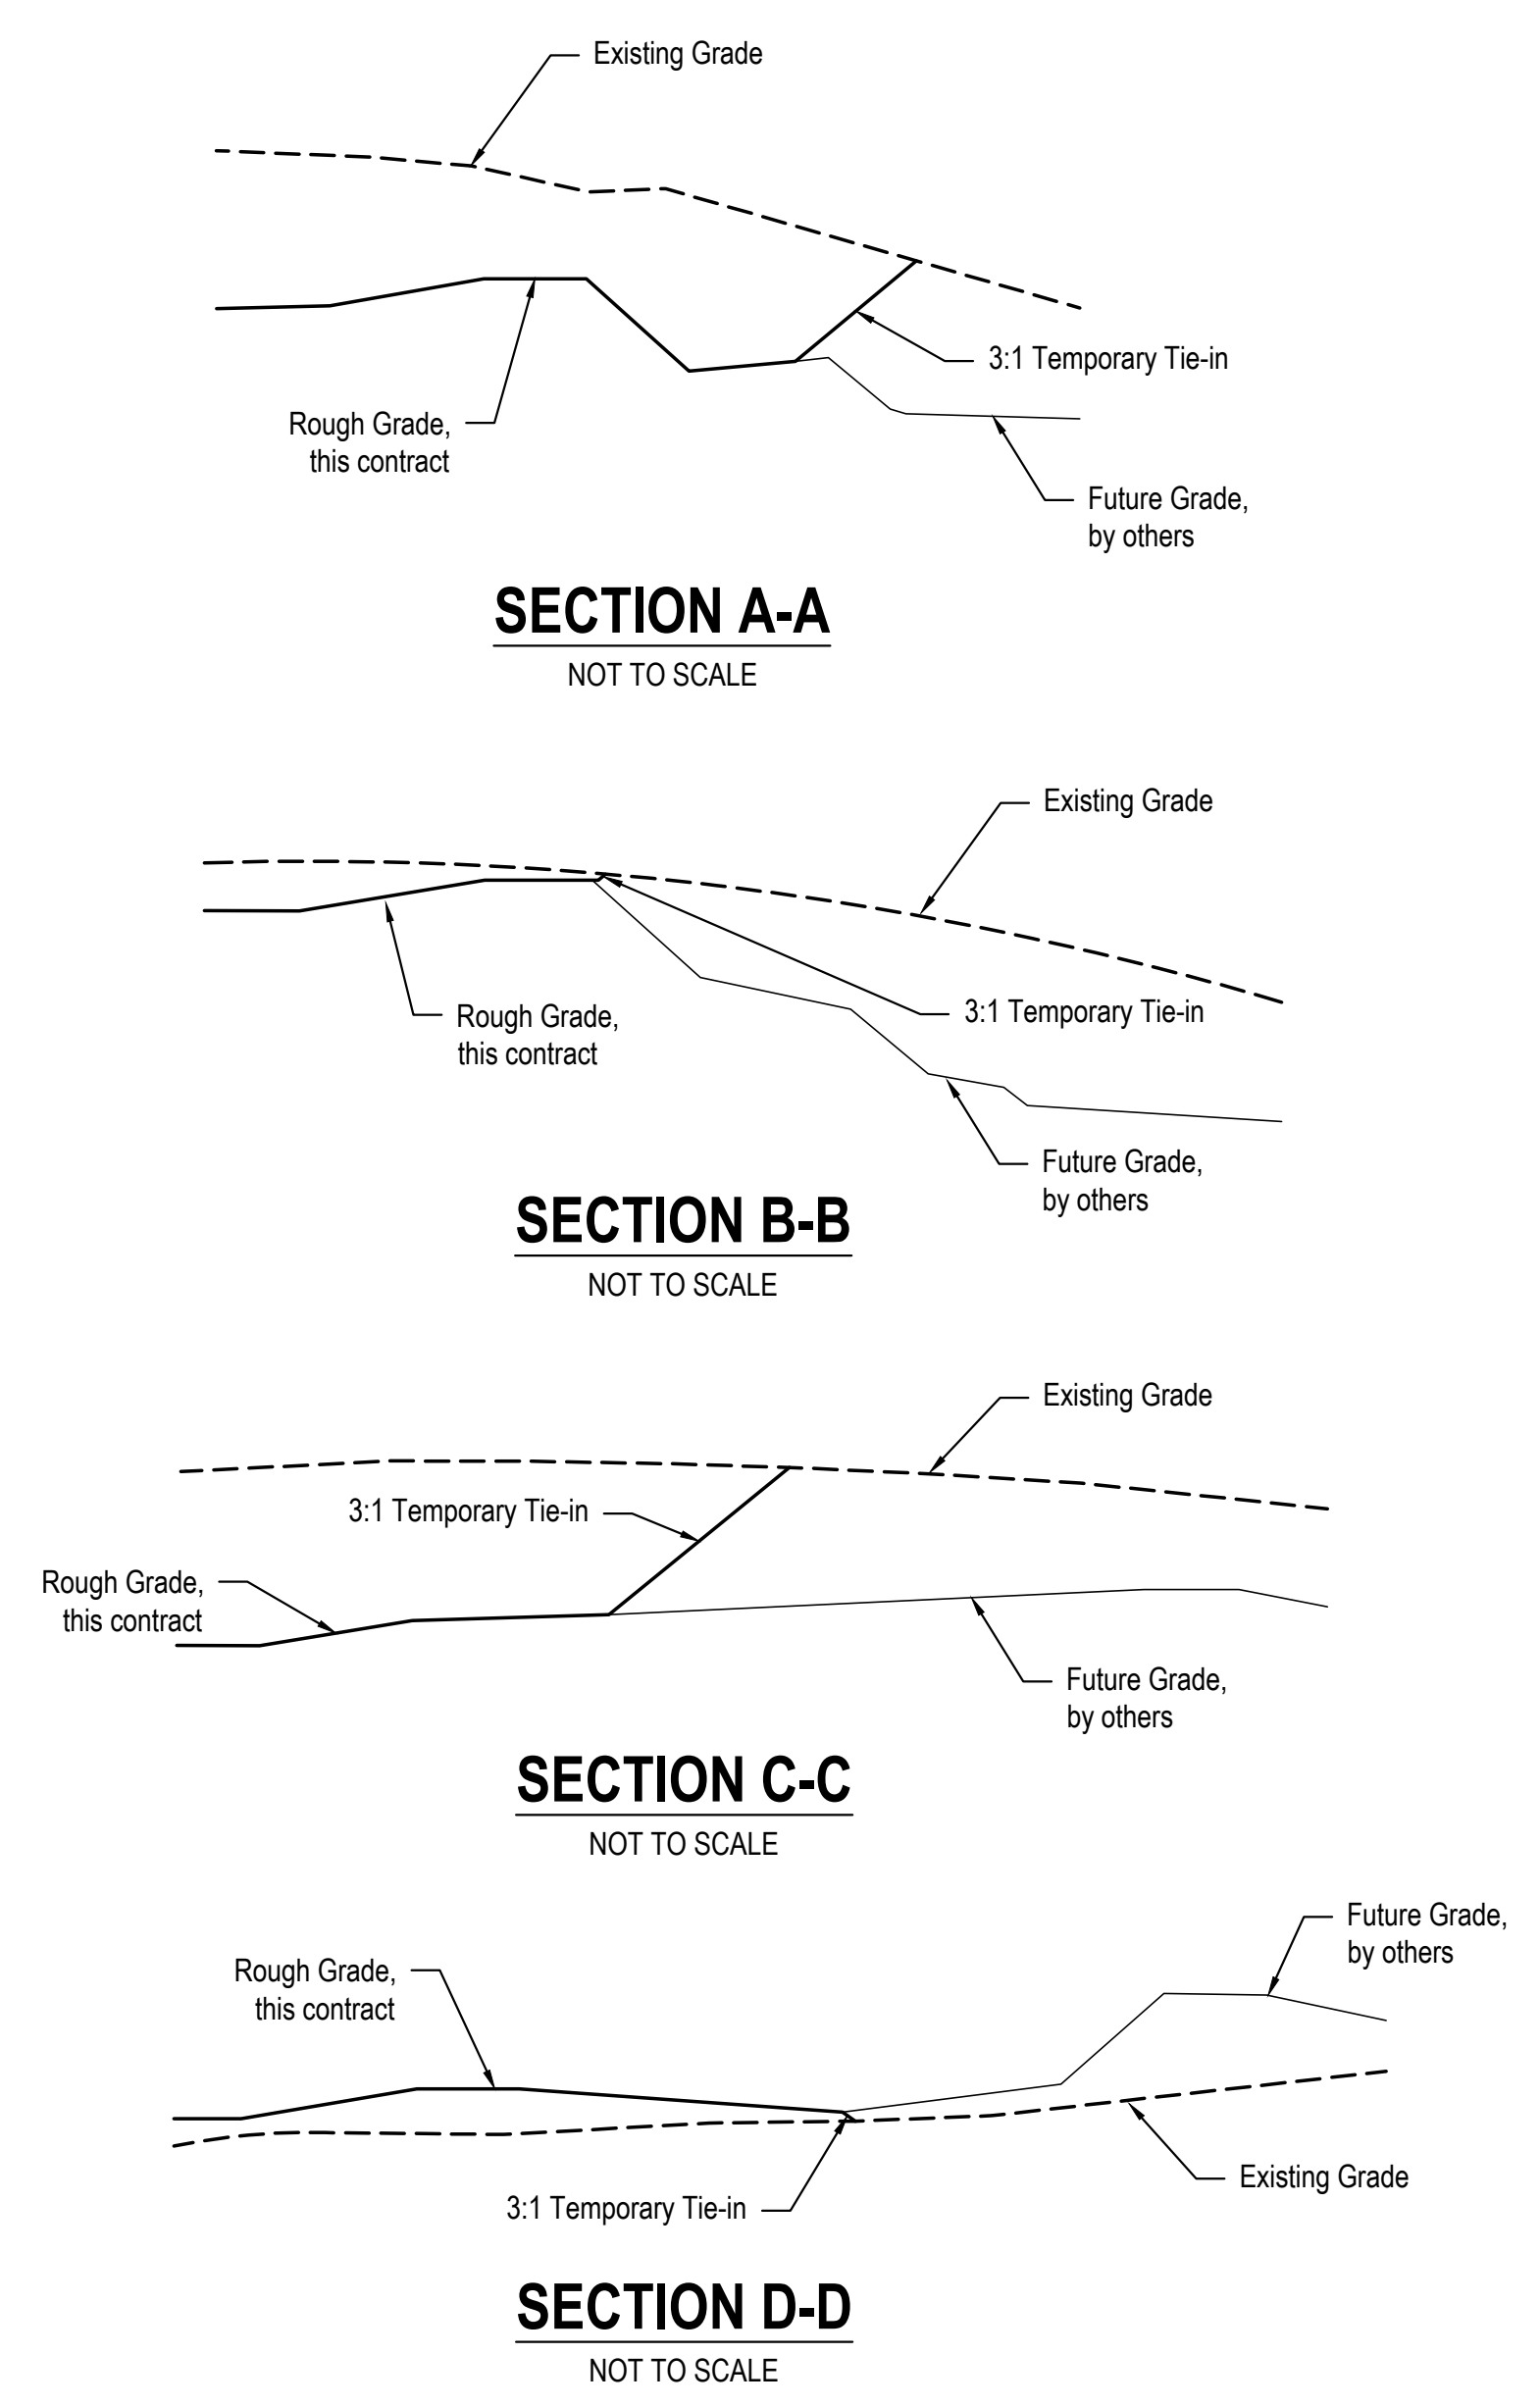 Existing Grade
3:1 Temporary Tie-in
Rough Grade,
this contract
Future Grade,
by others
SECTION A-A
NOT TO SCALE
Existing Grade
Rough Grade,
this contract
3:1 Temporary Tie-in
Future Grade,
by others
SECTION B-B
NOT TO SCALE
Existing Grade
3:1 Temporary Tie-in
Rough Grade,
this contract
Future Grade,
by others
SECTION C-C
NOT TO SCALE
Future Grade,
by others
Rough Grade,
this contract
Existing Grade
3:1 Temporary Tie-in
SECTION D-D
NOT TO SCALE